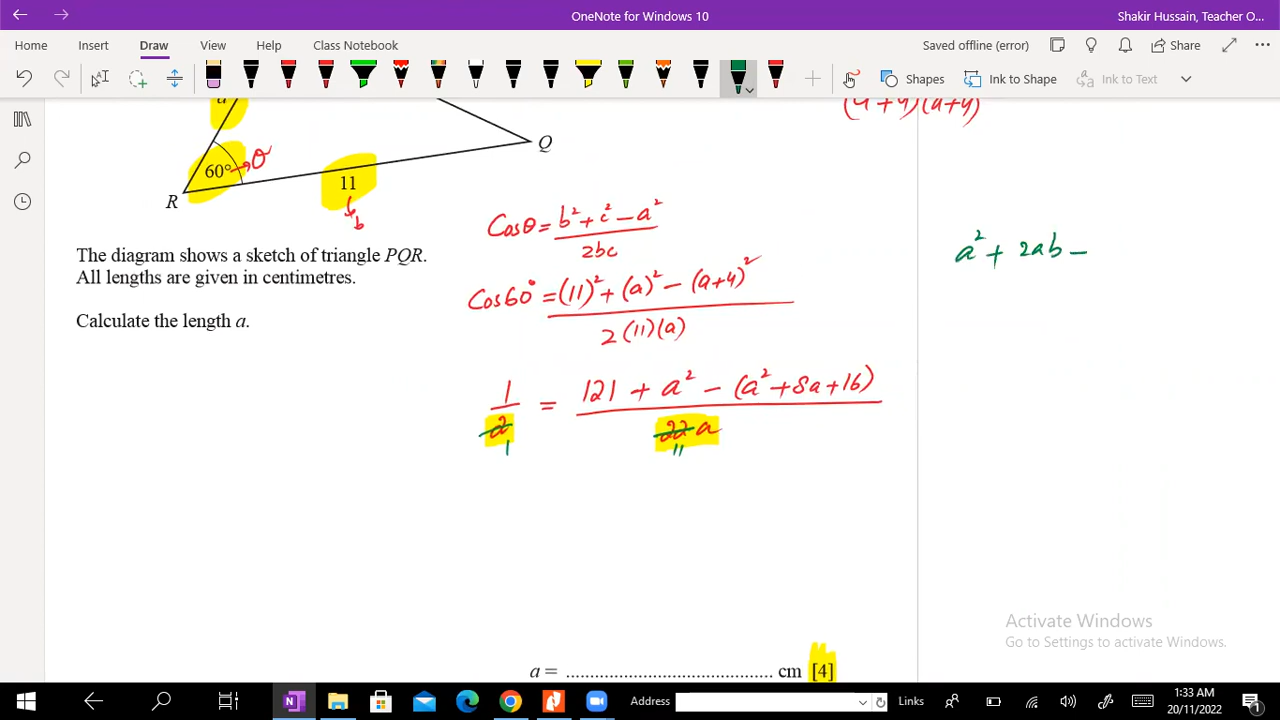 OneNote for Windows 10
Shakir Hussain, Teacher O...
Home Insert Draw View Help Class Notebook
Saved offline (error) Share
Shapes Ink to Shape Ink to Text
a
(a+4)(a+4)
Q
60° → θ
11
R
b
Cosθ = b² + c² - a² / 2bc
a² + 2ab -
The diagram shows a sketch of triangle PQR.
All lengths are given in centimetres.
Cos60° = (11)² + (a)² - (a+4)² / 2(11)(a)
Calculate the length a.
1/2 = 121 + a² - (a² + 8a + 16) / 22a
1 11
Activate Windows
Go to Settings to activate Windows.
a = ............................................ cm [4]
Address
Links
1:33 AM
20/11/2022